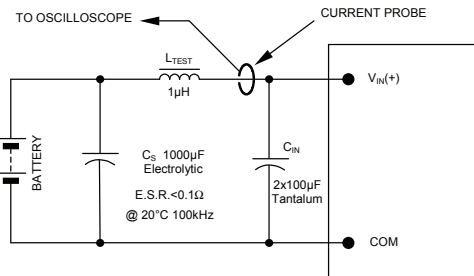 TO OSCILLOSCOPE
CURRENT PROBE
LTEST
1µH
VIN(+)
BATTERY
CS 1000µF
Electrolytic
E.S.R.<0.1Ω
@ 20°C 100kHz
CIN
2x100µF
Tantalum
COM